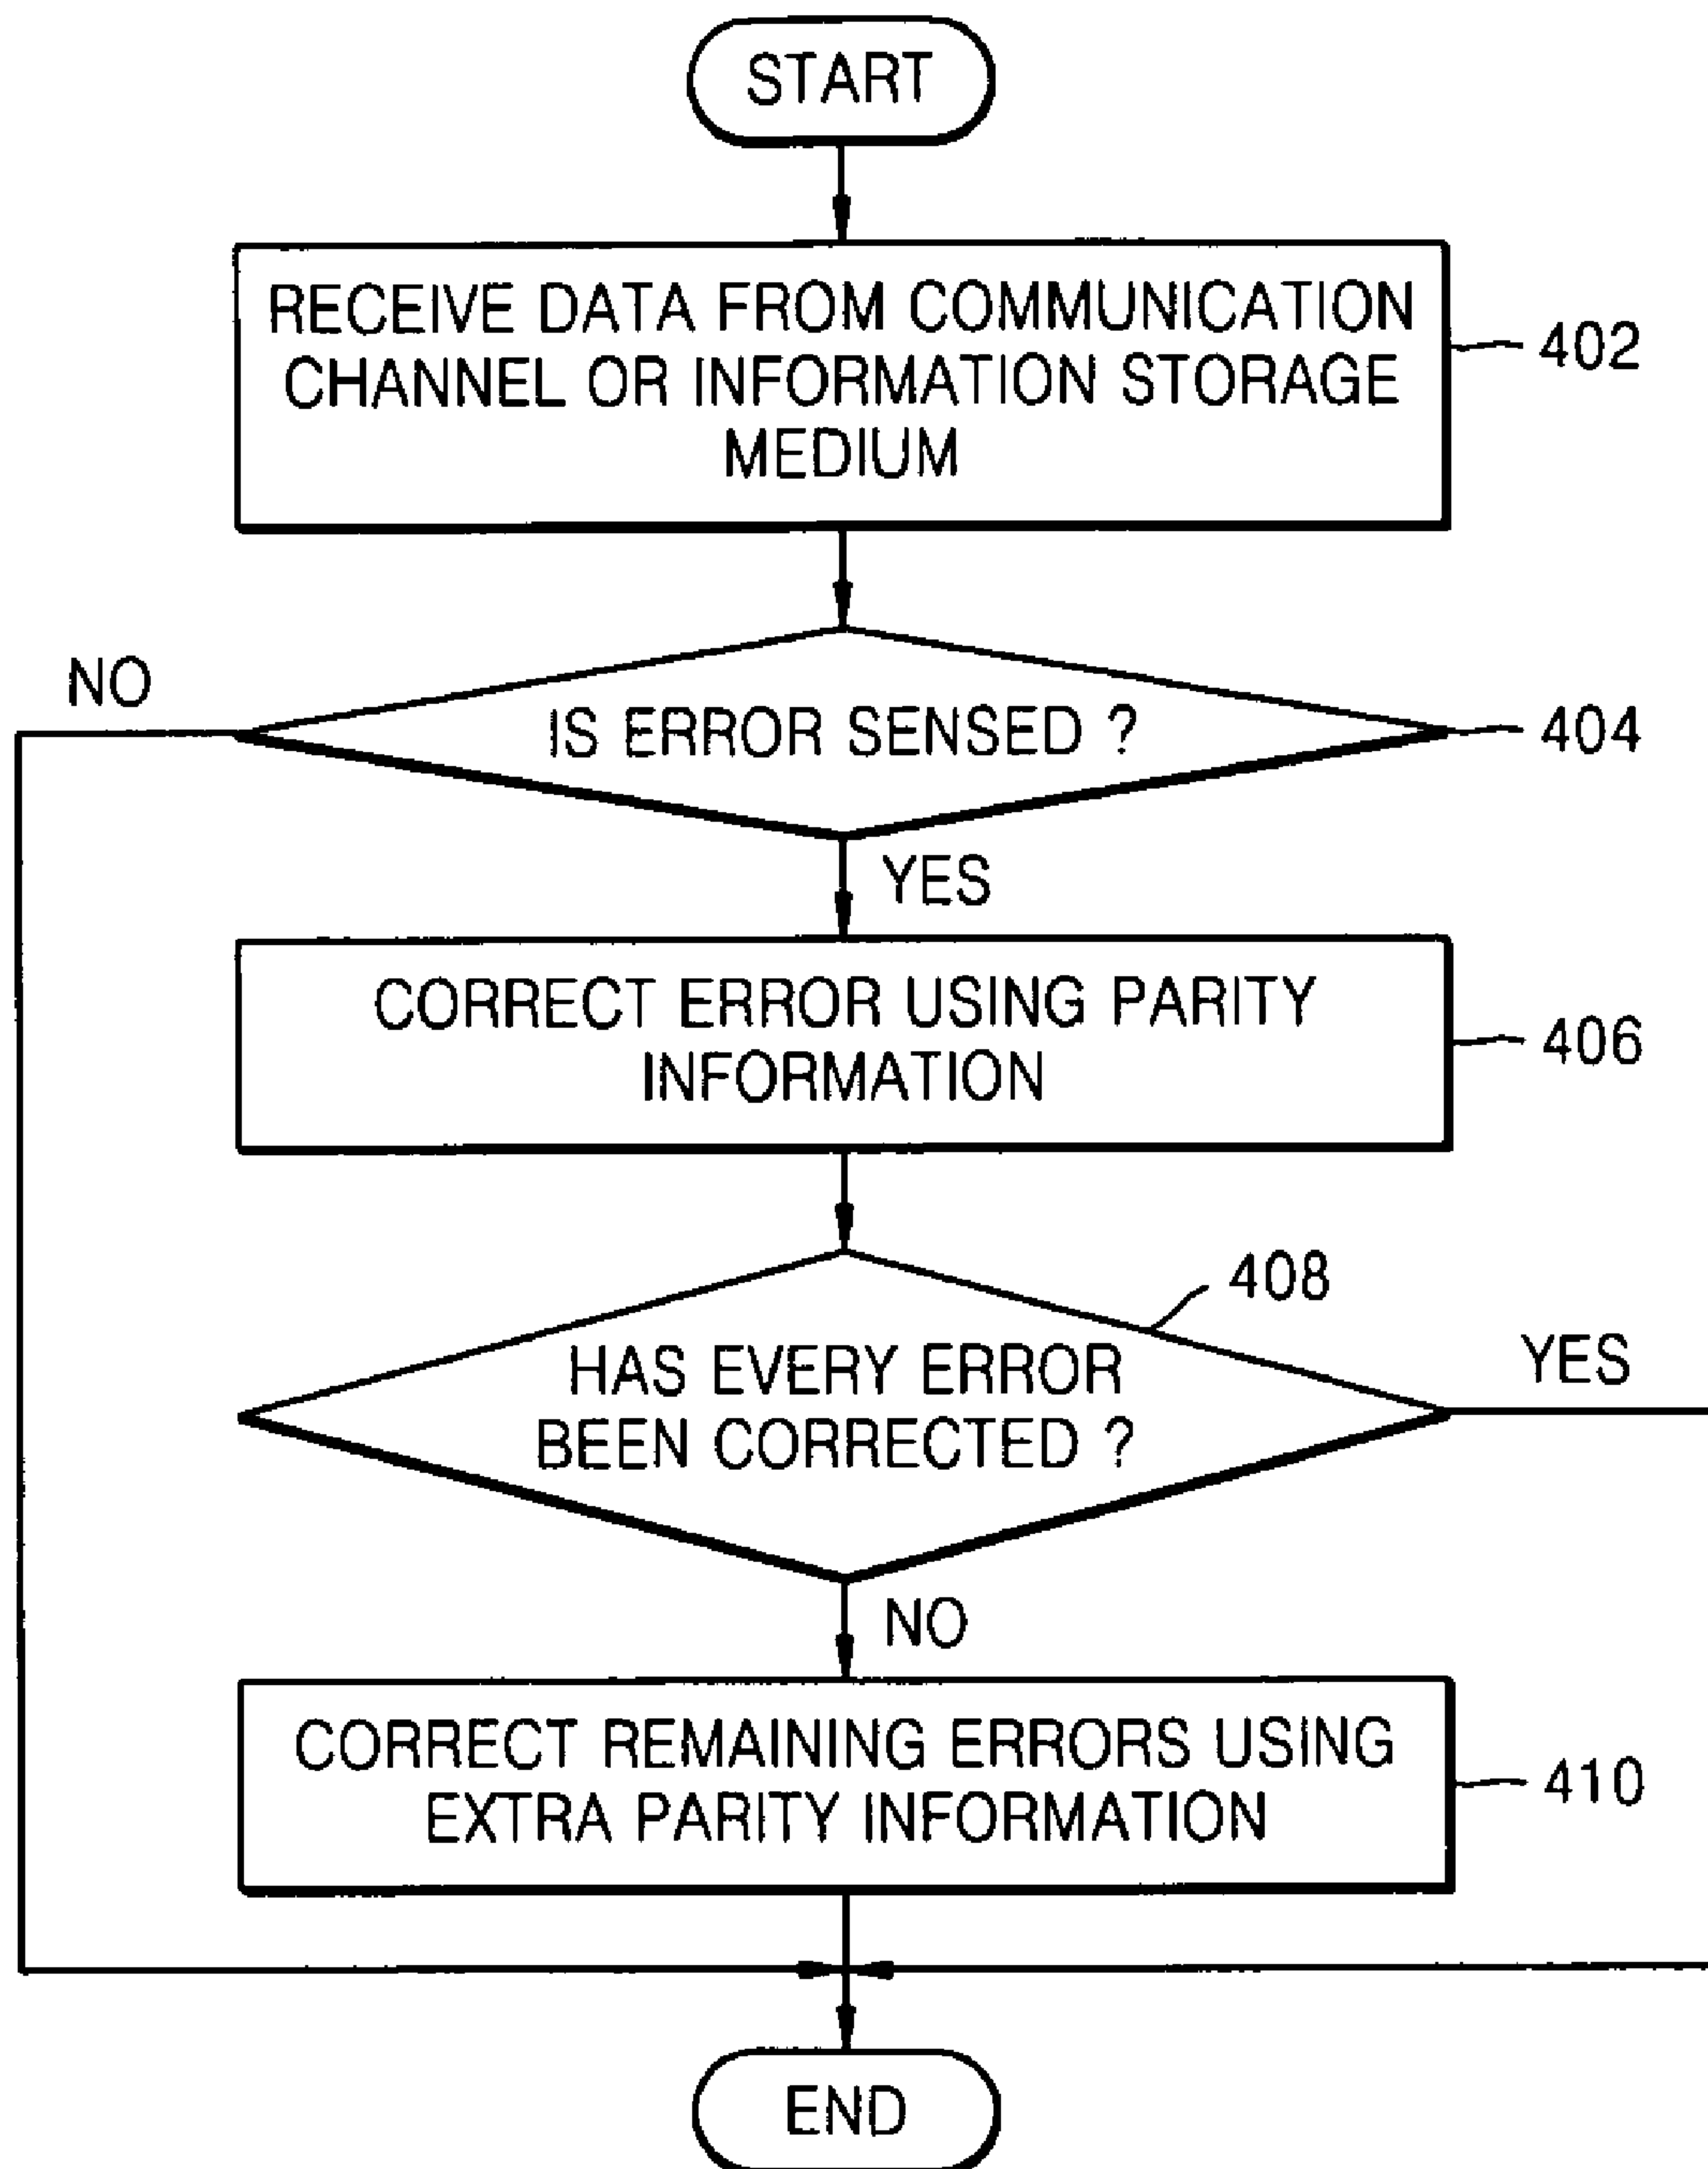 START
RECEIVE DATA FROM COMMUNICATION
CHANNEL OR INFORMATION STORAGE
MEDIUM
402
NO
IS ERROR SENSED ?
404
YES
CORRECT ERROR USING PARITY
INFORMATION
406
408
HAS EVERY ERROR
BEEN CORRECTED ?
YES
NO
CORRECT REMAINING ERRORS USING
EXTRA PARITY INFORMATION
410
END